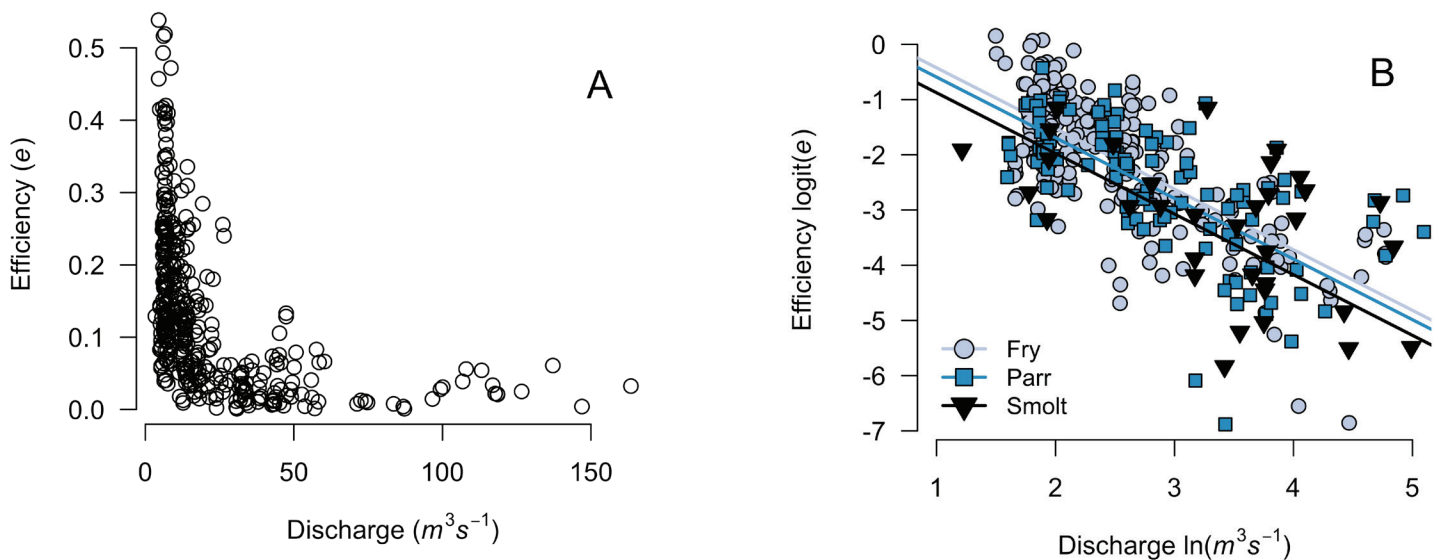 A
Efficiency (e)
0.5
0.4
0.3
0.2
0.1
0.0
0 50 100 150
Discharge (m³s⁻¹)
B
Efficiency logit(e)
0
-1
-2
-3
-4
-5
-6
-7
Fry
Parr
Smolt
1 2 3 4 5
Discharge ln(m³s⁻¹)